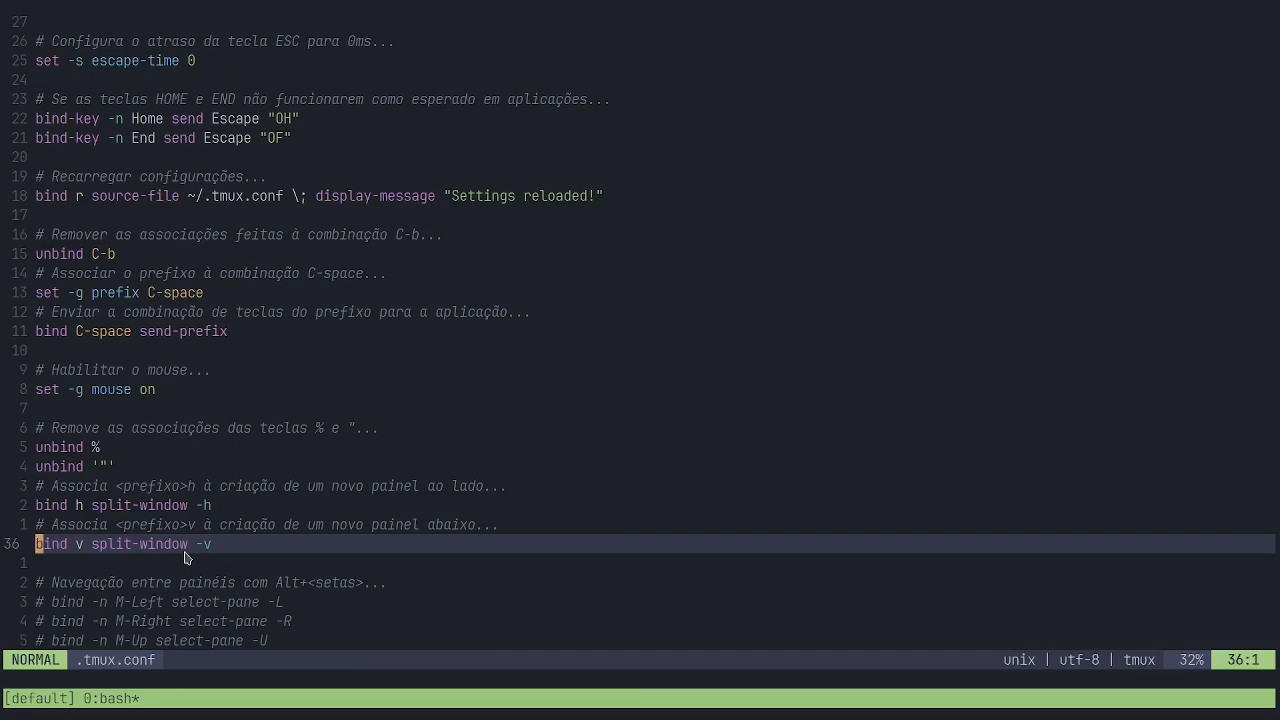 27
26 # Configura o atraso da tecla ESC para 0ms...
25 set -s escape-time 0
24
23 # Se as teclas HOME e END não funcionarem como esperado em aplicações...
22 bind-key -n Home send Escape "OH"
21 bind-key -n End send Escape "OF"
20
19 # Recarregar configurações...
18 bind r source-file ~/.tmux.conf \; display-message "Settings reloaded!"
17
16 # Remover as associações feitas à combinação C-b...
15 unbind C-b
14 # Associar o prefixo à combinação C-space...
13 set -g prefix C-space
12 # Enviar a combinação de teclas do prefixo para a aplicação...
11 bind C-space send-prefix
10
9 # Habilitar o mouse...
8 set -g mouse on
7
6 # Remove as associações das teclas % e "...
5 unbind %
4 unbind '"'
3 # Associa <prefixo>h à criação de um novo painel ao lado...
2 bind h split-window -h
1 # Associa <prefixo>v à criação de um novo painel abaixo...
36 bind v split-window -v
1
2 # Navegação entre painéis com Alt+<setas>...
3 # bind -n M-Left select-pane -L
4 # bind -n M-Right select-pane -R
5 # bind -n M-Up select-pane -U
NORMAL .tmux.conf unix | utf-8 | tmux 32% 36:1
[default] 0:bash*